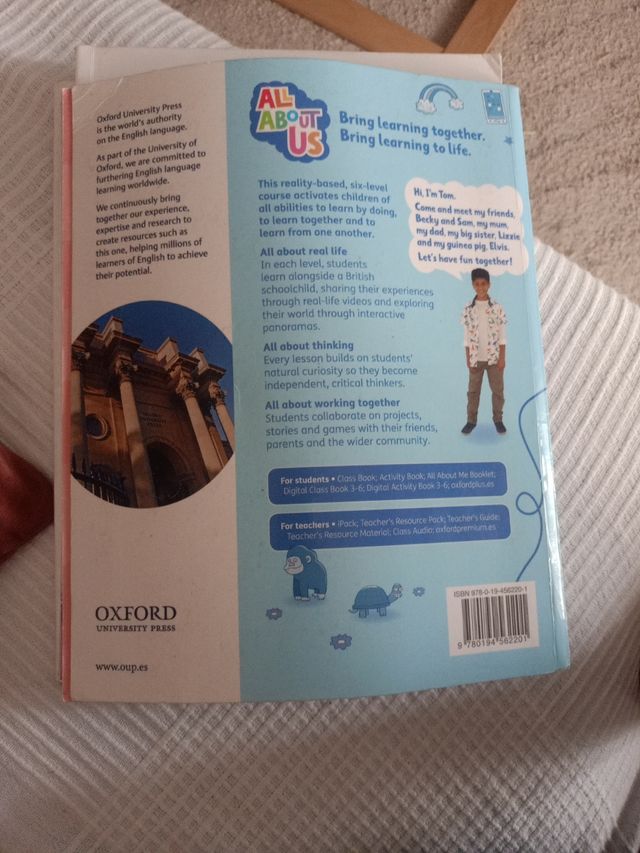 Oxford University Press
is the world's authority
on the English language.
As part of the University of
Oxford, we are committed to
furthering English language
learning worldwide.
We continuously bring
together our experience,
expertise and research to
create resources such as
this one, helping millions of
learners of English to achieve
their potential.
OXFORD
UNIVERSITY PRESS
www.oup.es
ALL
ABOUT
US
Bring learning together.
Bring learning to life.
This reality-based, six-level
course activates children of
all abilities to learn by doing,
to learn together and to
learn from one another.
All about real life
In each level, students
learn alongside a British
schoolchild, sharing their experiences
through real-life videos and exploring
their world through interactive
panoramas.
All about thinking
Every lesson builds on students'
natural curiosity so they become
independent, critical thinkers.
All about working together
Students collaborate on projects,
stories and games with their friends,
parents and the wider community.
Hi, I'm Tom.
Come and meet my friends,
Becky and Sam, my mum,
my dad, my big sister, Lizzie
and my guinea pig, Elvis.
Let's have fun together!
For students • Class Book; Activity Book; All About Me Booklet;
Digital Class Book 3-6; Digital Activity Book 3-6; oxfordplus.es
For teachers • iPack; Teacher's Resource Pack; Teacher's Guide;
Teacher's Resource Material; Class Audio; oxfordpremium.es
ISBN 978-0-19-456220-1
9 780194 562201